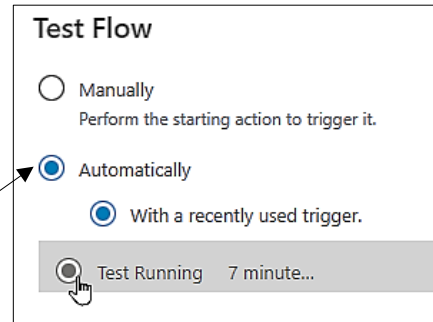 Test Flow
Manually
Perform the starting action to trigger it.
Automatically
With a recently used trigger.
Test Running 7 minute...